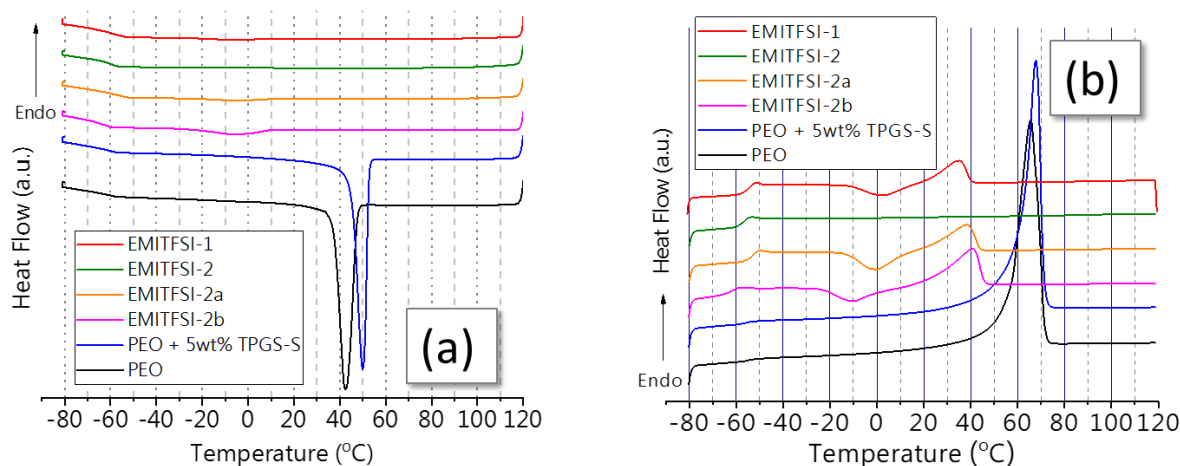 Heat Flow (a.u.)
Endo
EMITFSI-1
EMITFSI-2
EMITFSI-2a
EMITFSI-2b
PEO + 5wt% TPGS-S
PEO
(a)
-80 -60 -40 -20 0 20 40 60 80 100 120
Temperature (°C)
Heat Flow (a.u.)
Endo
EMITFSI-1
EMITFSI-2
EMITFSI-2a
EMITFSI-2b
PEO + 5wt% TPGS-S
PEO
(b)
-80 -60 -40 -20 0 20 40 60 80 100 120
Temperature (°C)